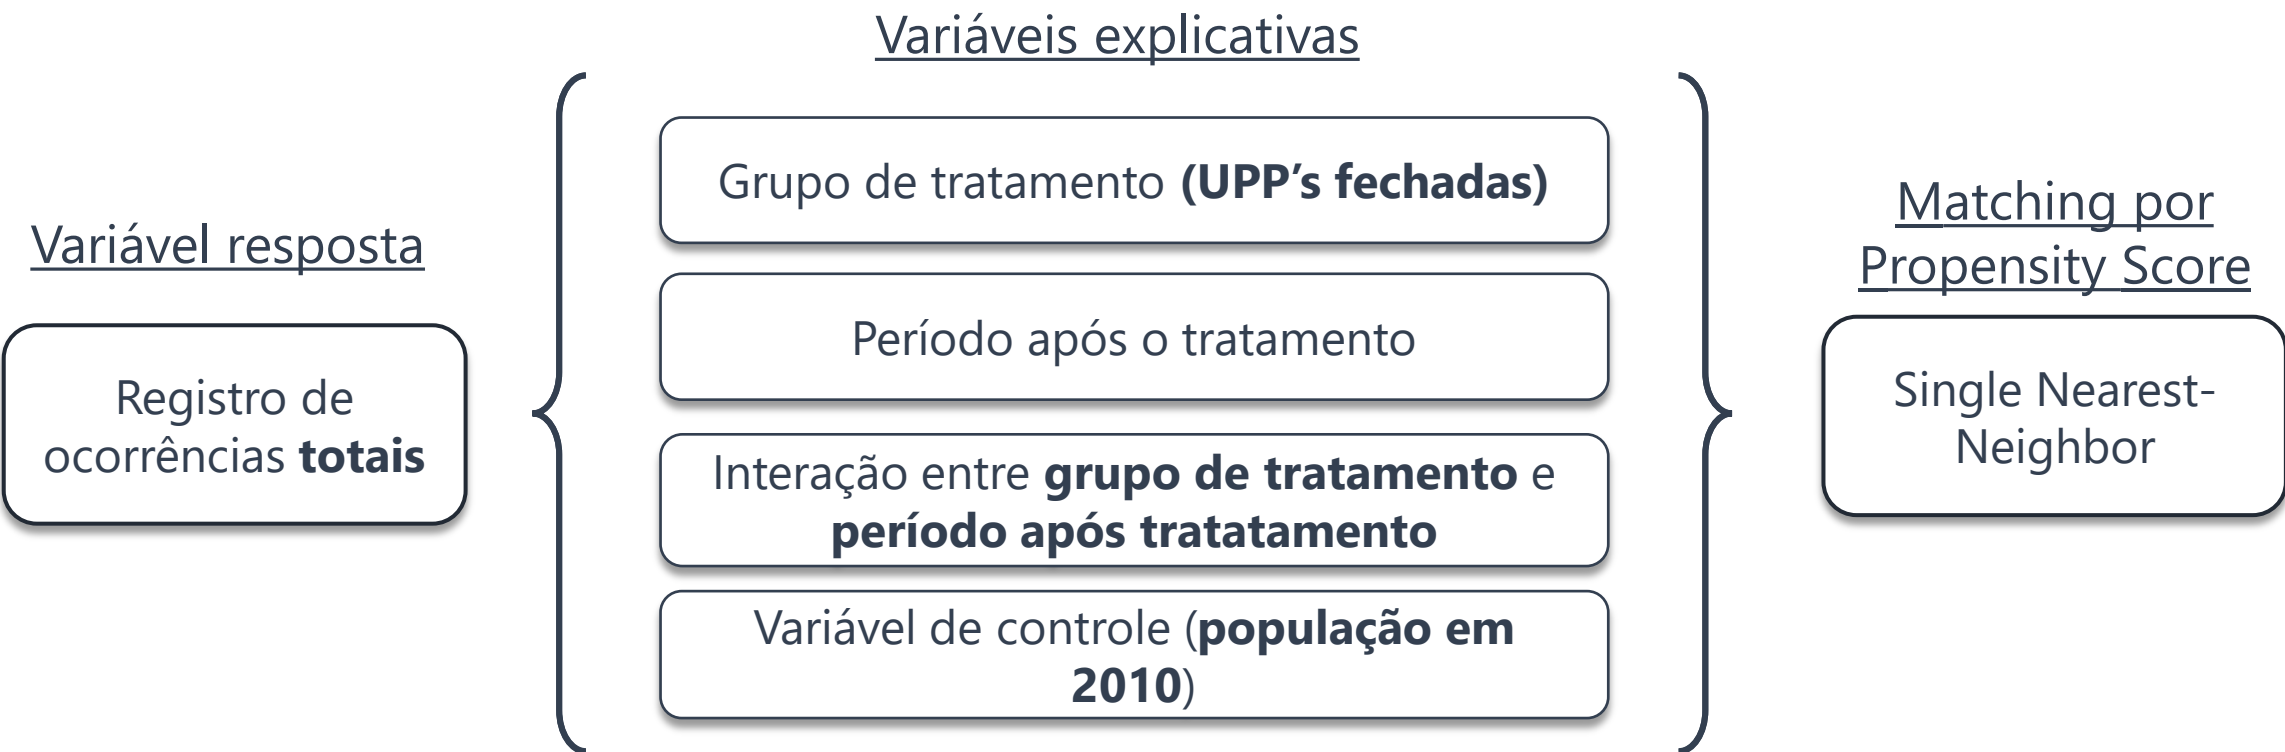 Variáveis explicativas
Variável resposta
Registro de
ocorrências totais
Grupo de tratamento (UPP’s fechadas)
Período após o tratamento
Interação entre grupo de tratamento e
período após tratatamento
Variável de controle (população em
2010)
Matching por
Propensity Score
Single Nearest-
Neighbor